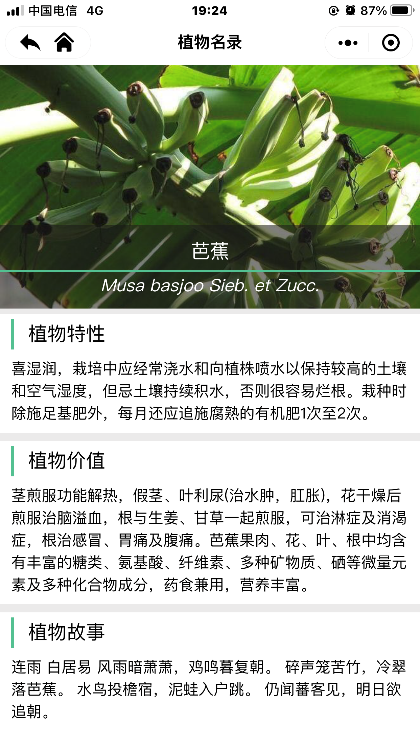 中国电信 4G 19:24 87%
植物名录
芭蕉
Musa basjoo Sieb. et Zucc.
植物特性
喜湿润，栽培中应经常浇水和向植株喷水以保持较高的土壤
和空气湿度，但忌土壤持续积水，否则很容易烂根。栽种时
除施足基肥外，每月还应追施腐熟的有机肥1次至2次。
植物价值
茎煎服功能解热，假茎、叶利尿(治水肿，肛胀)，花干燥后
煎服治脑溢血，根与生姜、甘草一起煎服，可治淋症及消渴
症，根治感冒、胃痛及腹痛。芭蕉果肉、花、叶、根中均含
有丰富的糖类、氨基酸、纤维素、多种矿物质、硒等微量元
素及多种化合物成分，药食兼用，营养丰富。
植物故事
连雨 白居易 风雨暗萧萧，鸡鸣暮复朝。 碎声笼苦竹，冷翠
落芭蕉。 水鸟投檐宿，泥蛙入户跳。 仍闻蕃客见，明日欲
追朝。